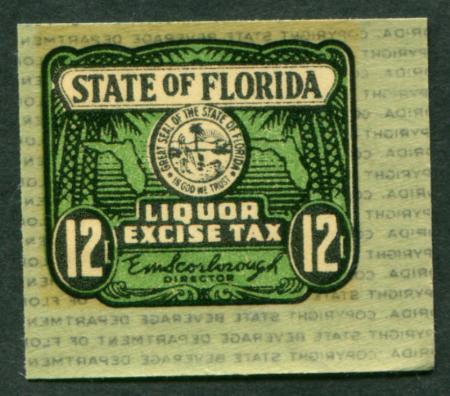 STATE OF FLORIDA
GREAT SEAL OF THE STATE OF FLORIDA
IN GOD WE TRUST
LIQUOR
EXCISE TAX
12¢ 12¢
DIRECTOR
COPYRIGHT STATE BEVERAGE DEPARTMENT OF FLORIDA